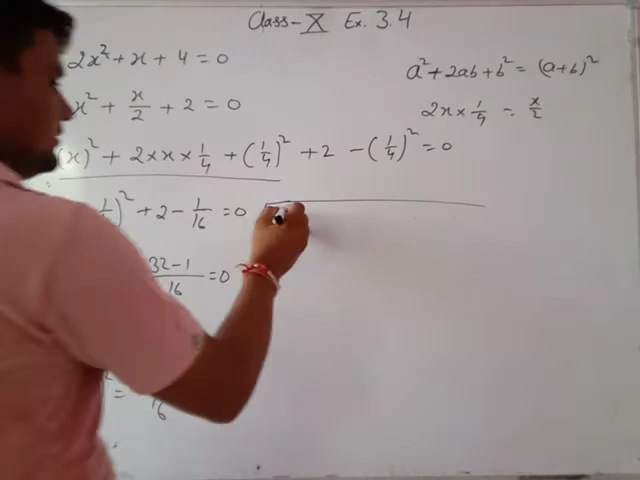 Class-X Ex. 3.4
2x²+x+4=0
a²+2ab+b²=(a+b)²
x²+x/2+2=0
2x×1/4=x/2
(x)²+2×x×1/4+(1/4)²+2-(1/4)²=0
)²+2-1/16=0
32-1/16=0
=
16